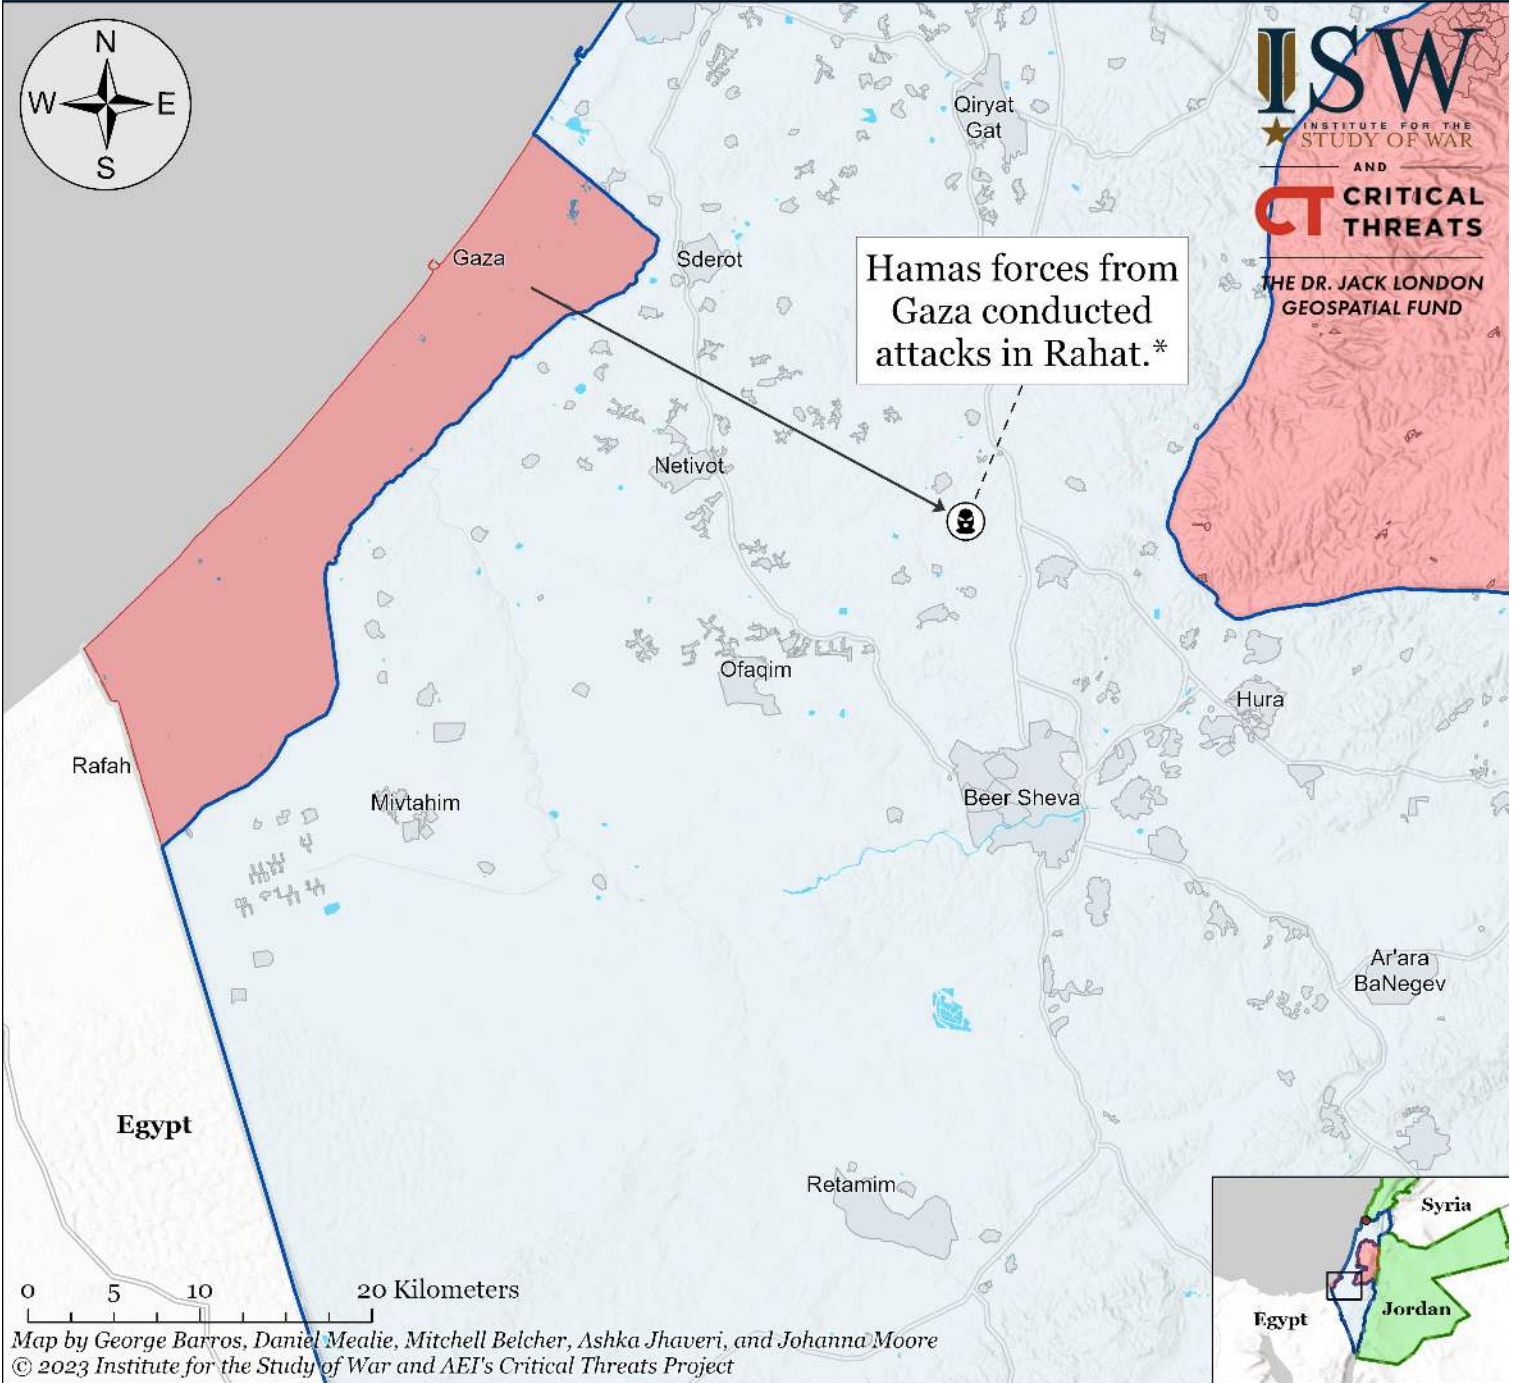 N
W
E
S
ISW
INSTITUTE FOR THE
STUDY OF WAR
AND
CT CRITICAL
THREATS
THE DR. JACK LONDON
GEOSPATIAL FUND
Qiryat
Gat
Gaza
Sderot
Hamas forces from
Gaza conducted
attacks in Rahat.*
Netivot
Ofaqim
Hura
Rafah
Mivtahim
Beer Sheva
Ar'ara
BaNegev
Egypt
Retamim
Syria
Egypt
Jordan
0 5 10 20 Kilometers
Map by George Barros, Daniel Mealie, Mitchell Belcher, Ashka Jhaveri, and Johanna Moore
© 2023 Institute for the Study of War and AEI's Critical Threats Project